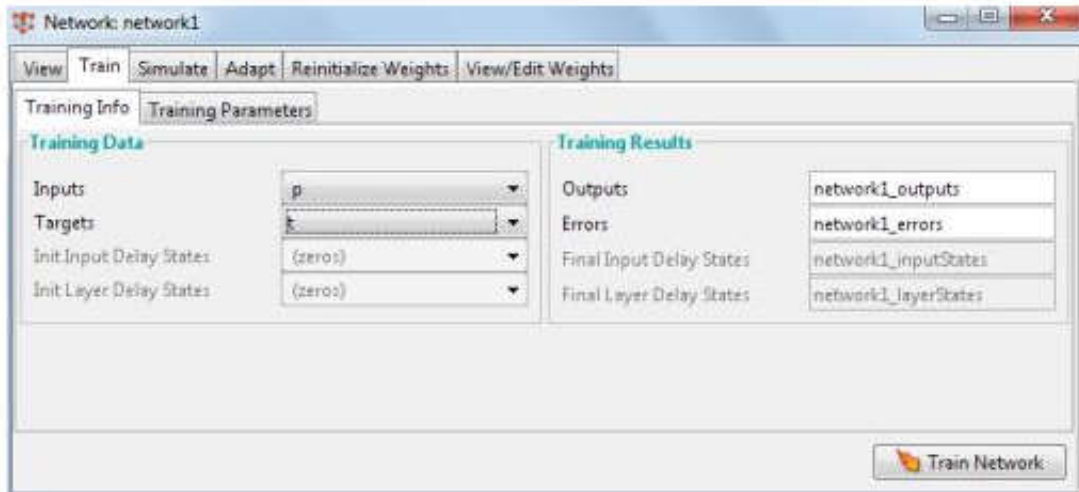 Network: network1
View Train Simulate Adapt Reinitialize Weights View/Edit Weights
Training Info Training Parameters
Training Data
Inputs p
Targets t
Init Input Delay States (zeros)
Init Layer Delay States (zeros)
Training Results
Outputs network1_outputs
Errors network1_errors
Final Input Delay States network1_inputStates
Final Layer Delay States network1_layerStates
Train Network